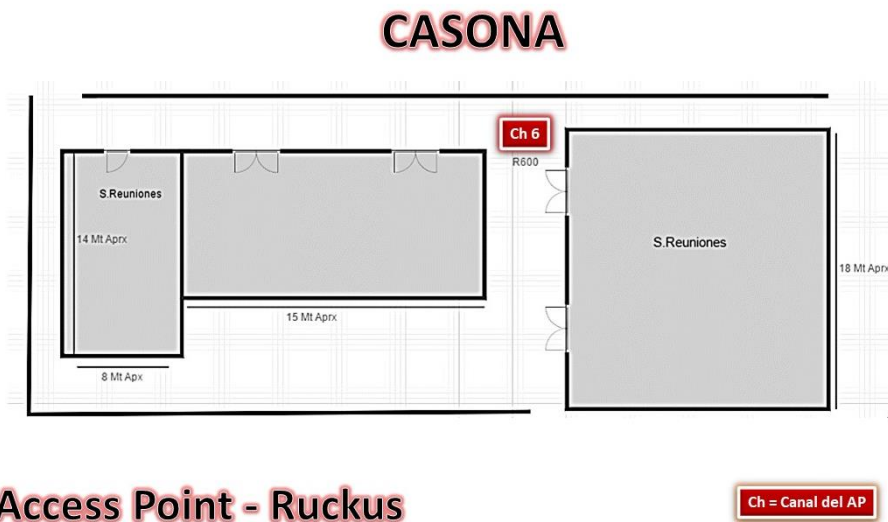 CASONA
Ch 6
R600
S.Reuniones
14 Mt Aprx
S.Reuniones
18 Mt Aprx
15 Mt Aprx
8 Mt Apx
Access Point - Ruckus
Ch = Canal del AP